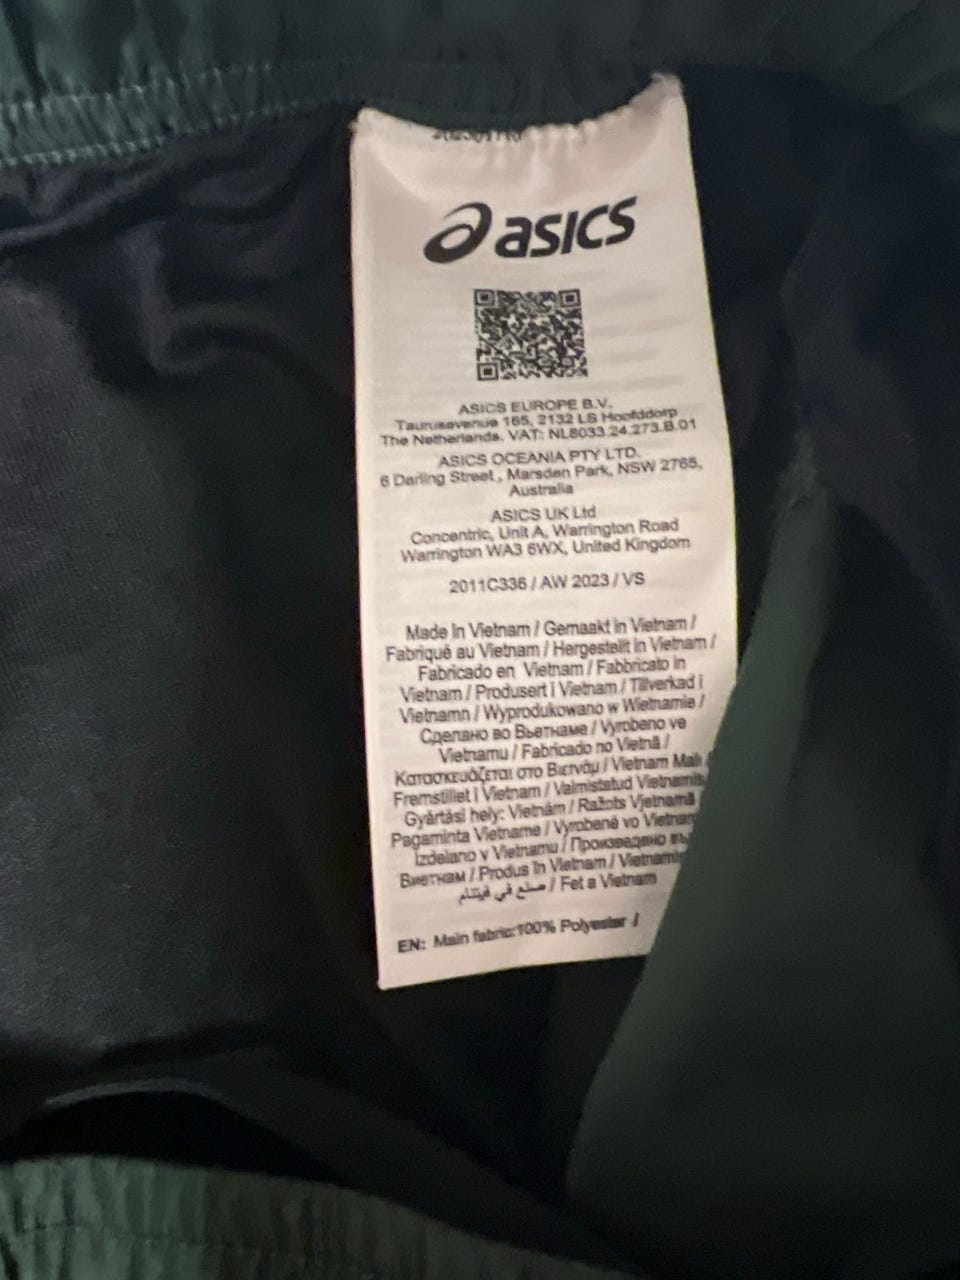 asics
ASICS EUROPE B.V.
Taurusavenue 165, 2132 LS Hoofddorp
The Netherlands. VAT: NL8033.24.273.B.01
ASICS OCEANIA PTY LTD.
6 Darling Street, Marsden Park, NSW 2765,
Australia
ASICS UK Ltd
Concentric, Unit A, Warrington Road
Warrington WA3 6WX, United Kingdom
2011C336 / AW 2023 / VS
Made in Vietnam / Gemaakt in Vietnam /
Fabriqué au Vietnam / Hergestellt in Vietnam /
Fabricado en Vietnam / Fabbricato in
Vietnam / Produsert i Vietnam / Tillverkad i
Vietnamn / Wyprodukowano w Wietnamie /
Сделано во Вьетнаме / Vyrobeno ve
Vietnamu / Fabricado no Vietnã /
Κατασκευάζεται στο Βιετνάμ / Vietnam Malı
Fremstillet i Vietnam / Valmistatud Vietnamis
Gyártási hely: Vietnám / Ražots Vjetnamā
Pagaminta Vietname / Vyrobené vo Vietnam
Izdelano v Vietnamu / Произведено във
Виетнам / Produs în Vietnam /
صنع في فيتنام / Fet a Vietnam
EN: Main fabric:100% Polyester